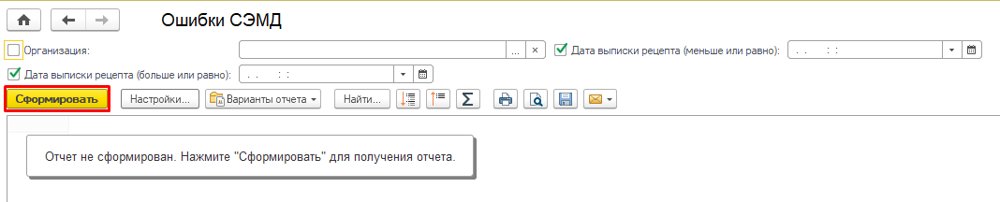 Ошибки СЭМД
Организация: ... × Дата выписки рецепта (меньше или равно): . . : :
Дата выписки рецепта (больше или равно): . . : :
Сформировать Настройки... Варианты отчета Найти... Σ
Отчет не сформирован. Нажмите "Сформировать" для получения отчета.